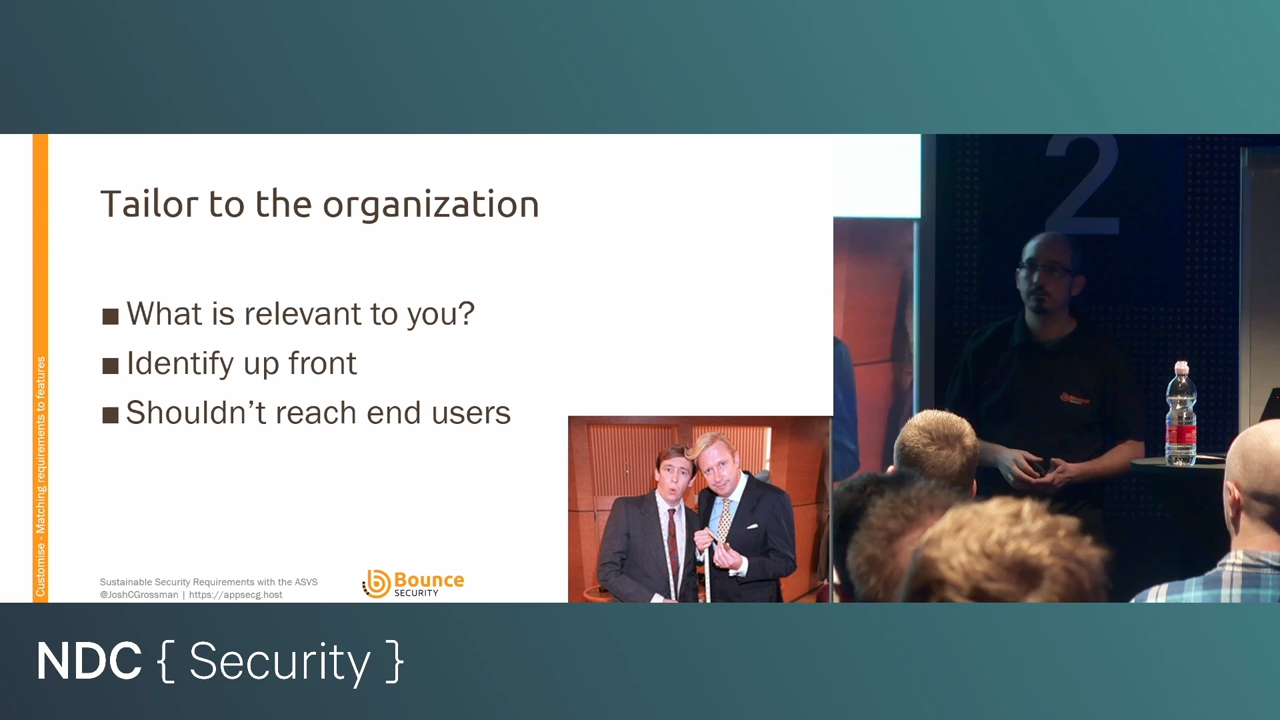 Tailor to the organization
■ What is relevant to you?
■ Identify up front
■ Shouldn't reach end users
Customise - Matching requirements to features
Sustainable Security Requirements with the ASVS
@JoshCGrossman | https://appsecg.host
Bounce
SECURITY
2
Bounce
NDC { Security }